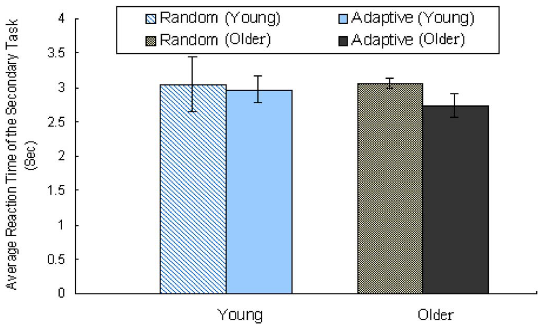 Random (Young) Adaptive (Young)
Random (Older) Adaptive (Older)
Average Reaction Time of the Secondary Task
(Sec)
4
3.5
3
2.5
2
1.5
1
0.5
0
Young Older